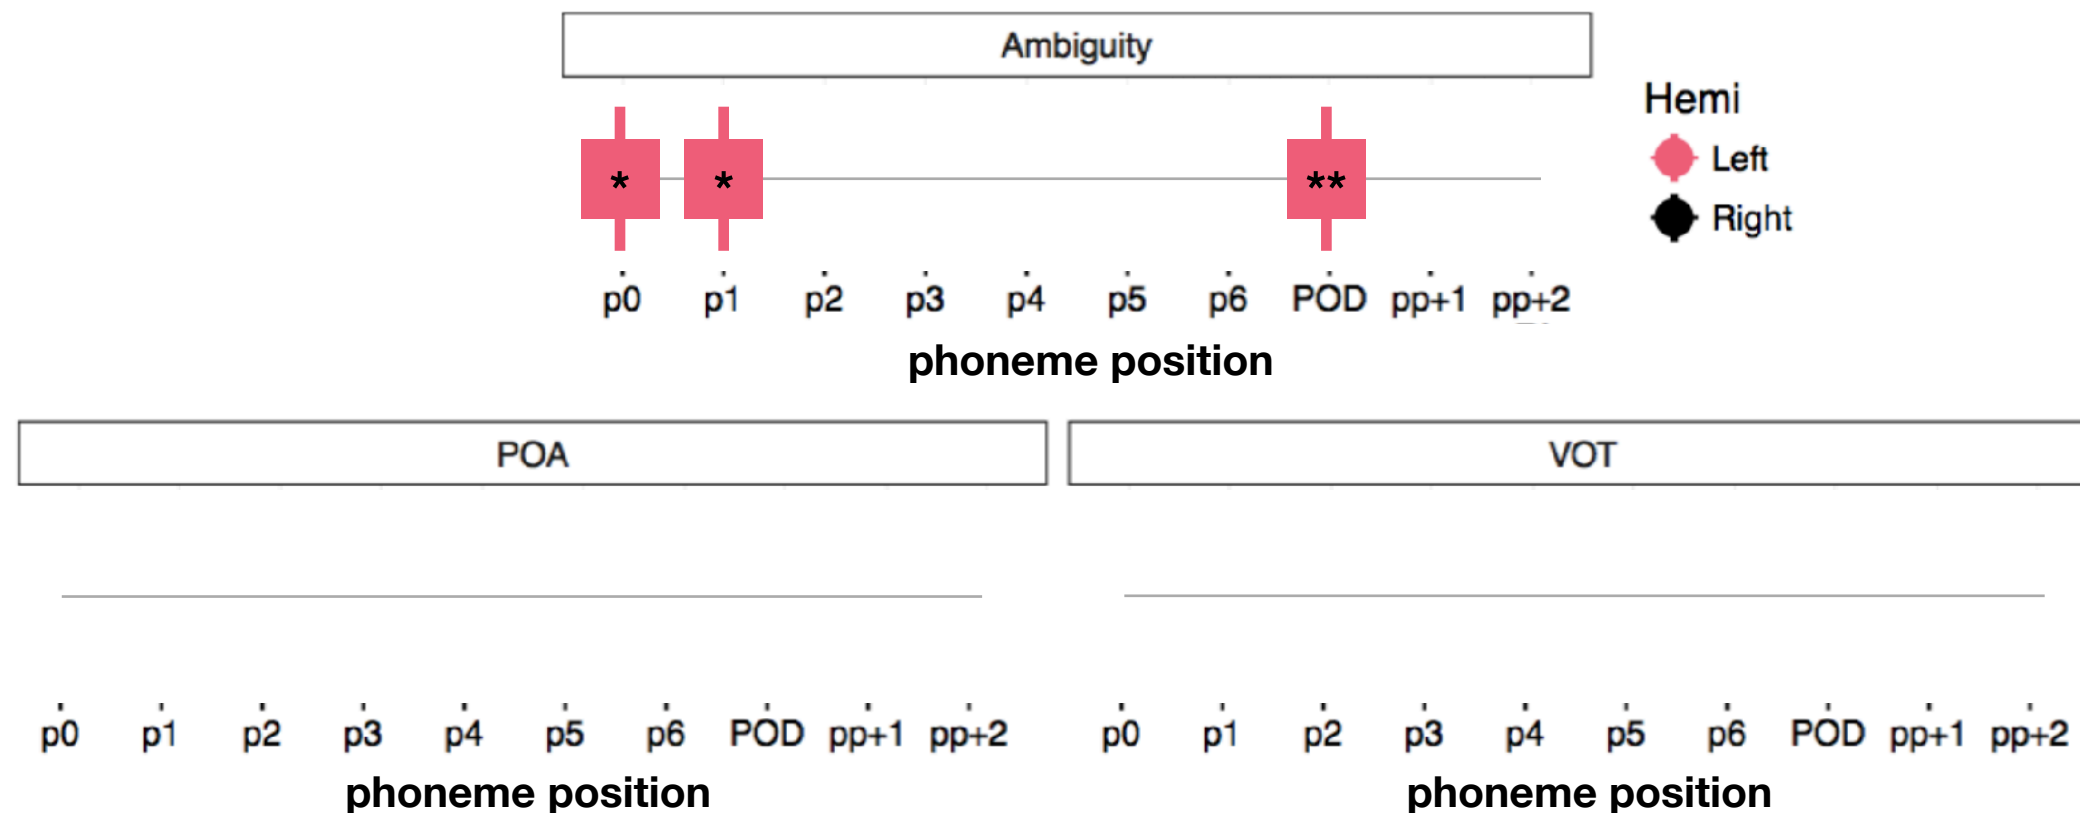 Ambiguity
* * **
Hemi
Left
Right
p0 p1 p2 p3 p4 p5 p6 POD pp+1 pp+2
phoneme position
POA
VOT
p0 p1 p2 p3 p4 p5 p6 POD pp+1 pp+2
phoneme position
p0 p1 p2 p3 p4 p5 p6 POD pp+1 pp+2
phoneme position